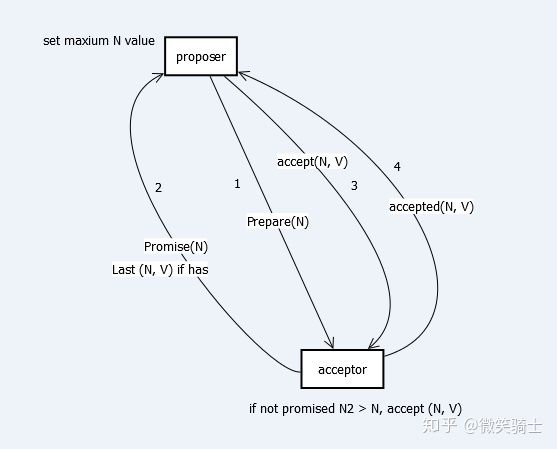 set maxium N value
proposer
accept(N, V)
4
2
1
3
Prepare(N)
accepted(N, V)
Promise(N)
Last (N, V) if has
acceptor
if not promised N2 > N, accept (N, V)
知乎 @微笑骑士